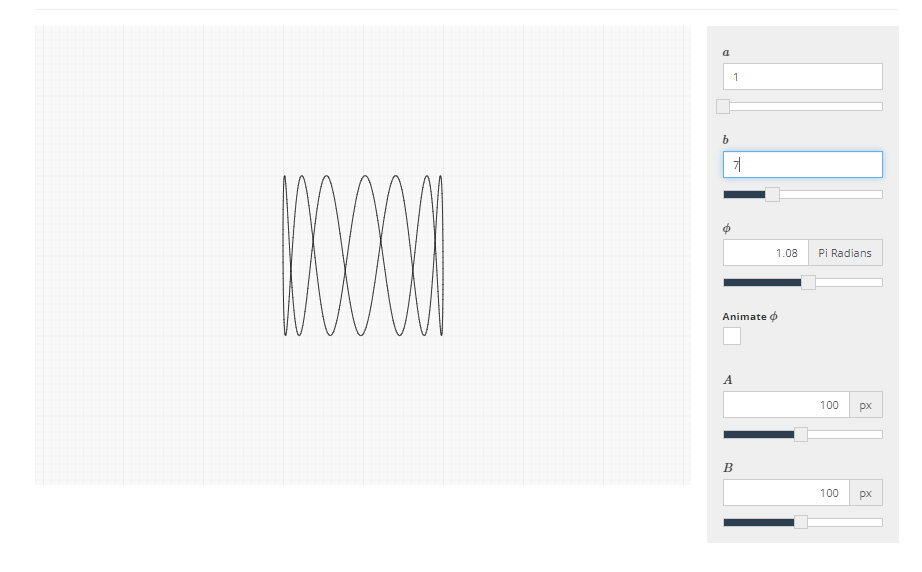 a
1
b
7
ϕ
1.08 Pi Radians
Animate ϕ
A
100 px
B
100 px